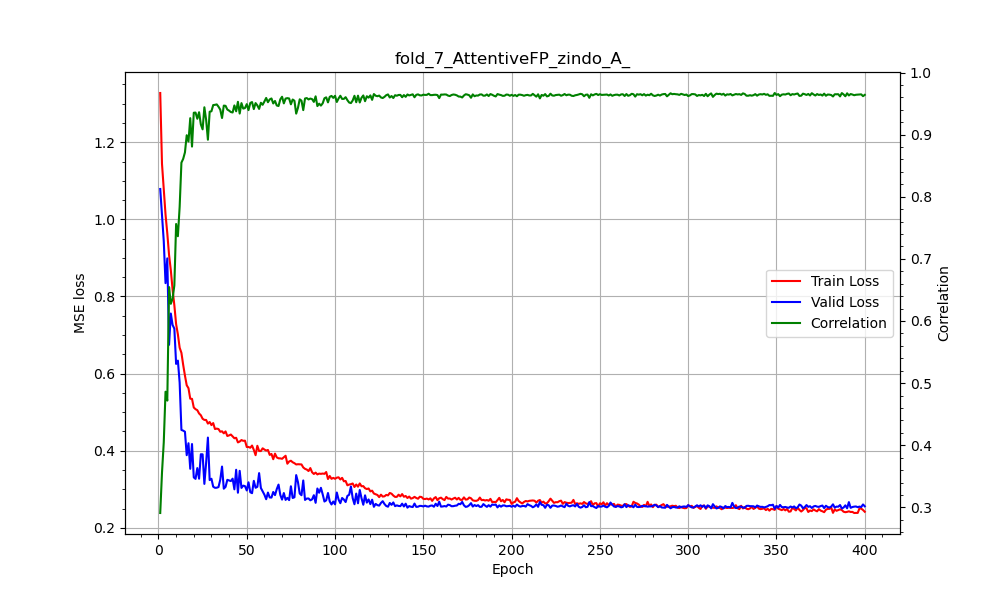 fold_7_AttentiveFP_zindo_A_
1.2
1.0
0.8
0.6
0.4
0.2
MSE loss
1.0
0.9
0.8
0.7
0.6
0.5
0.4
0.3
Correlation
Train Loss
Valid Loss
Correlation
0 50 100 150 200 250 300 350 400
Epoch